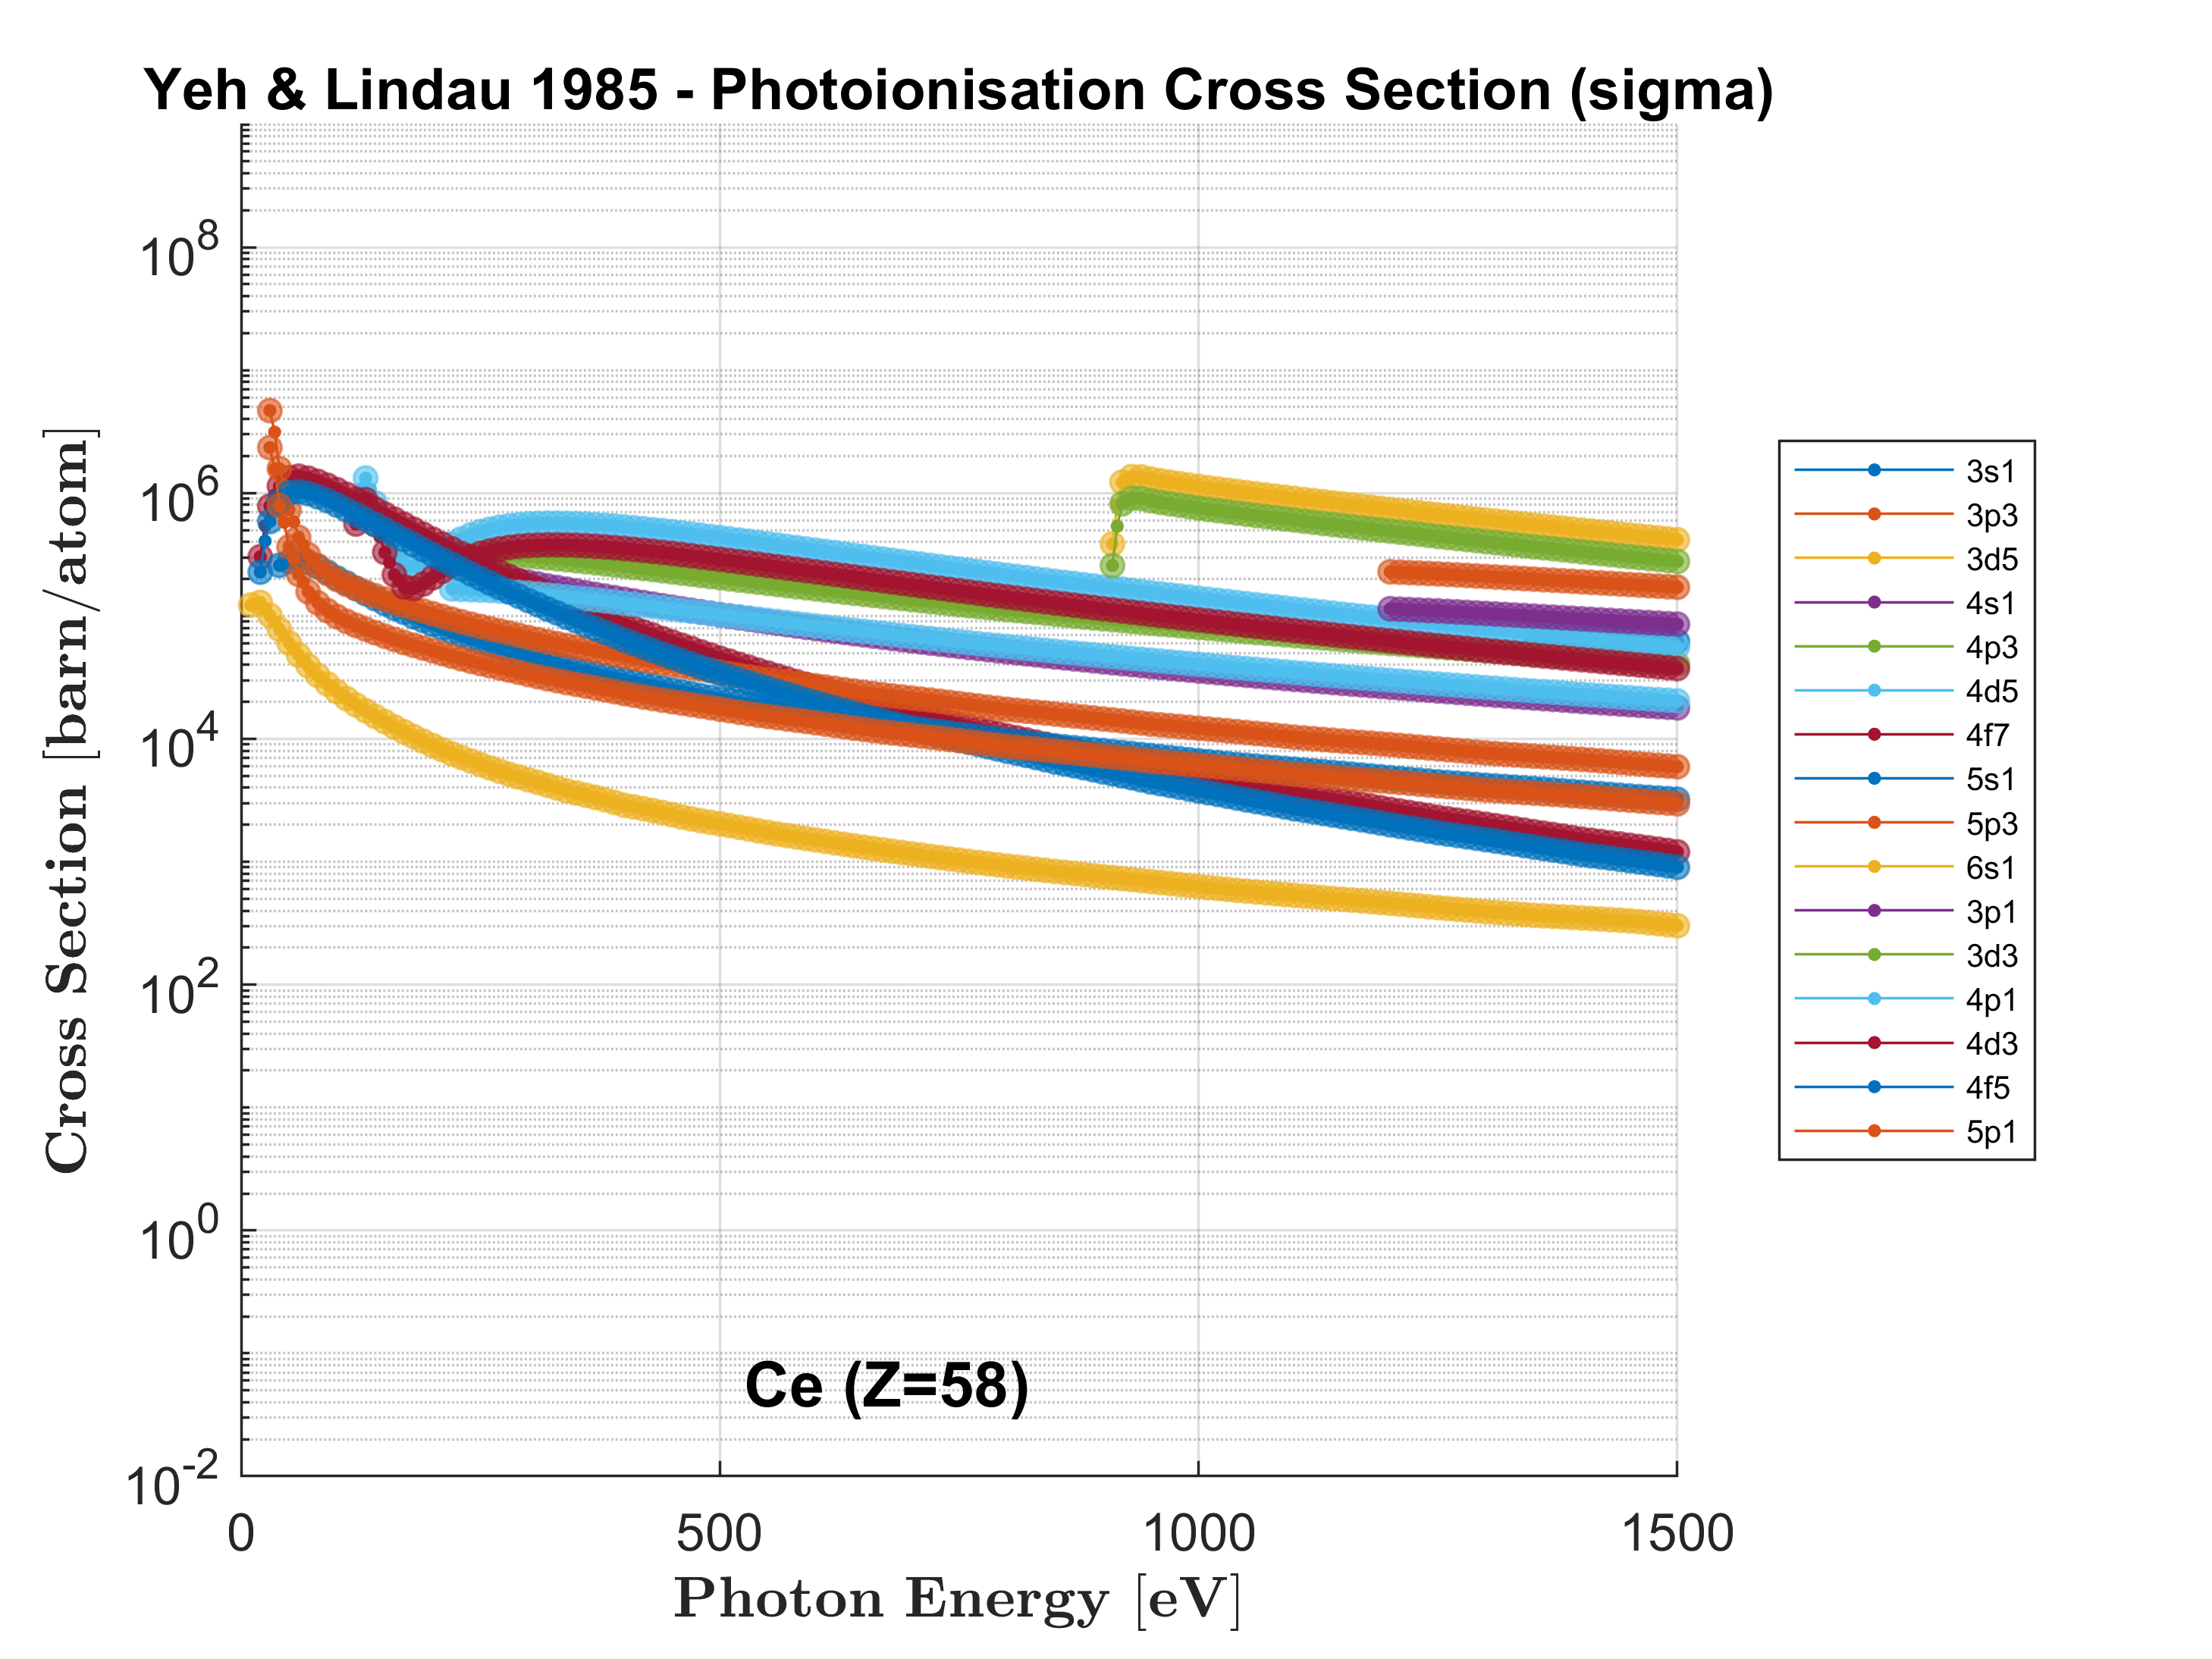 Yeh & Lindau 1985 - Photoionisation Cross Section (sigma)
10^8
10^6
10^4
10^2
10^0
10^-2
Cross Section [barn/atom]
0 500 1000 1500
Photon Energy [eV]
Ce (Z=58)
3s1
3p3
3d5
4s1
4p3
4d5
4f7
5s1
5p3
6s1
3p1
3d3
4p1
4d3
4f5
5p1